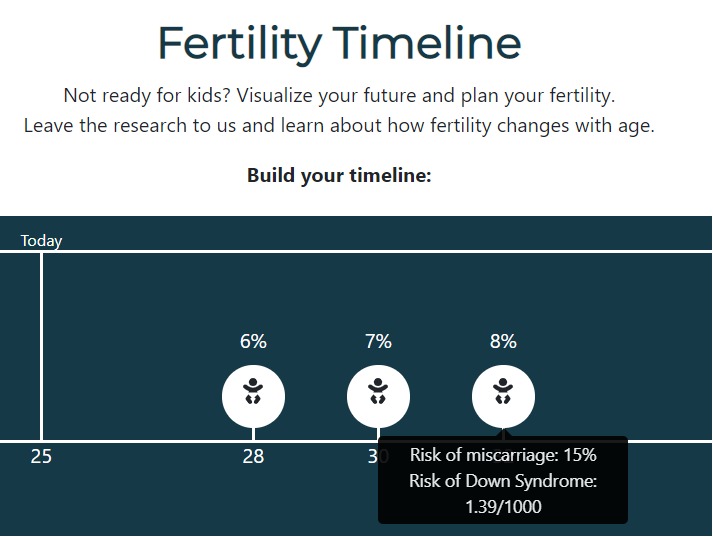 Fertility Timeline
Not ready for kids? Visualize your future and plan your fertility.
Leave the research to us and learn about how fertility changes with age.
Build your timeline:
Today
6% 7% 8%
25 28 30
Risk of miscarriage: 15%
Risk of Down Syndrome:
1.39/1000